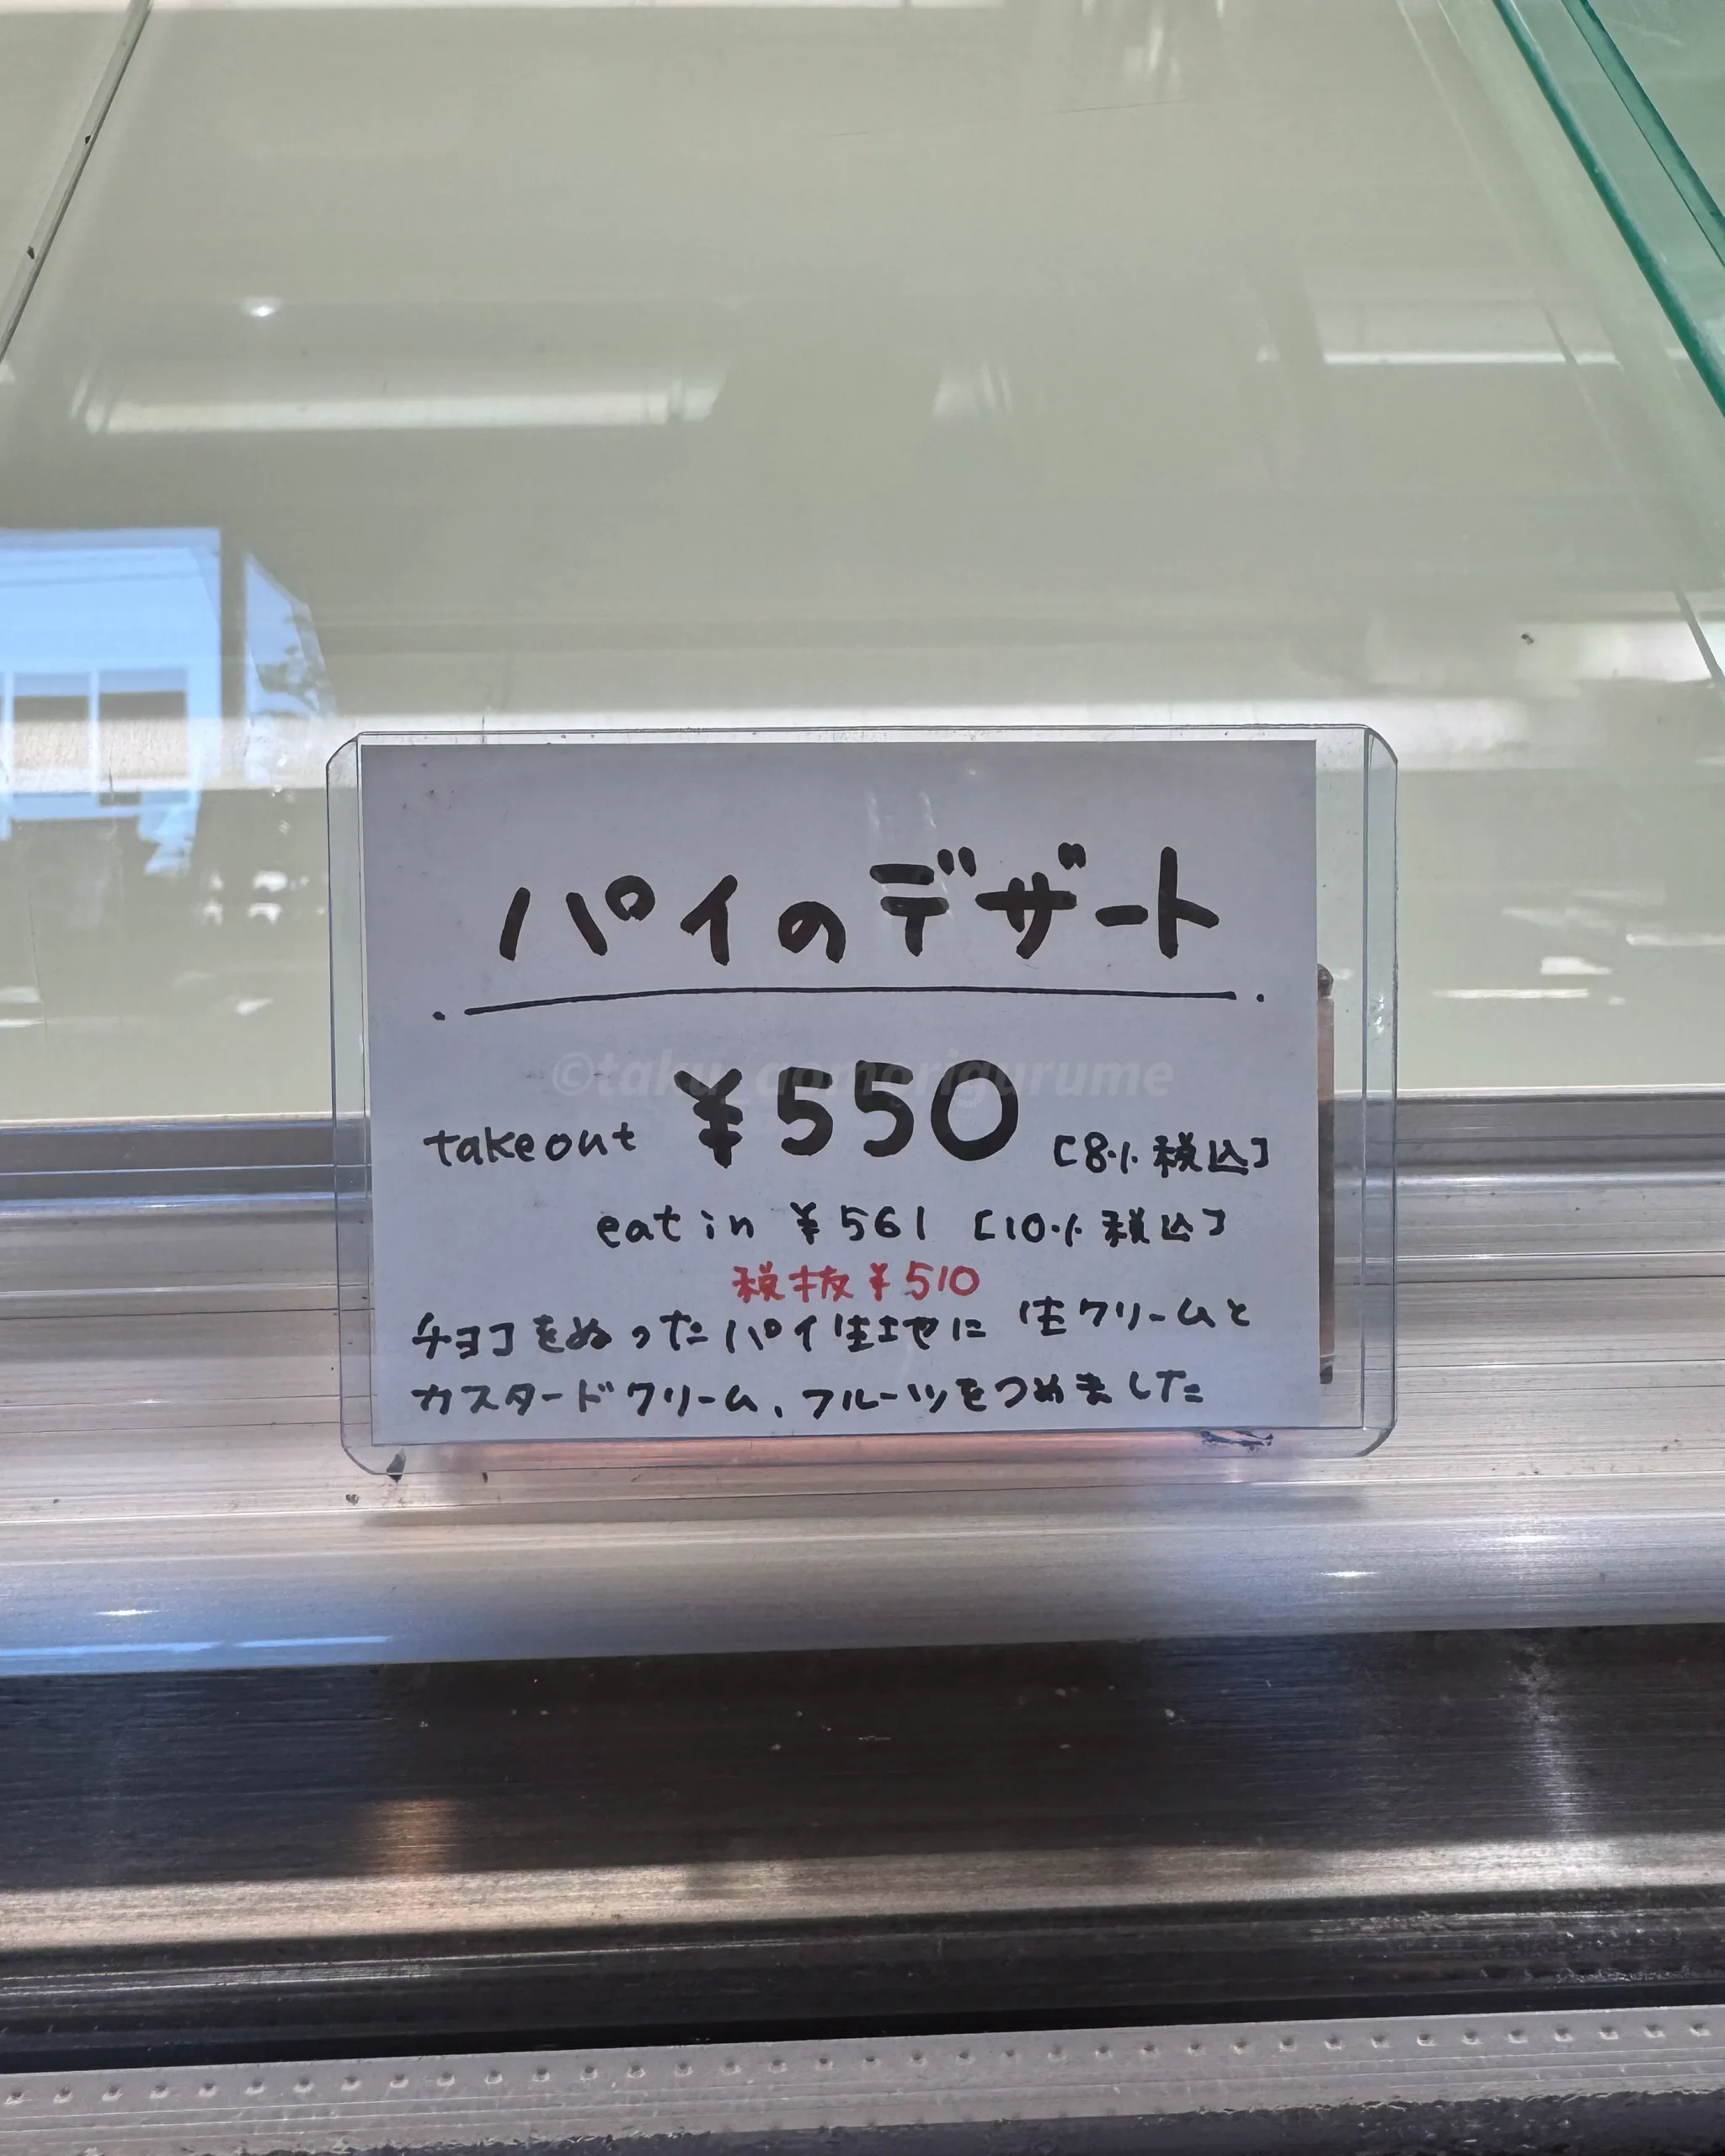 パイのデザート
©taku_aomorigurume
takeout ¥550 [8% 税込]
eat in ¥561 [10% 税込]
税抜¥510
チョコをぬったパイ生地に 生クリームと
カスタードクリーム、フルーツをつめました